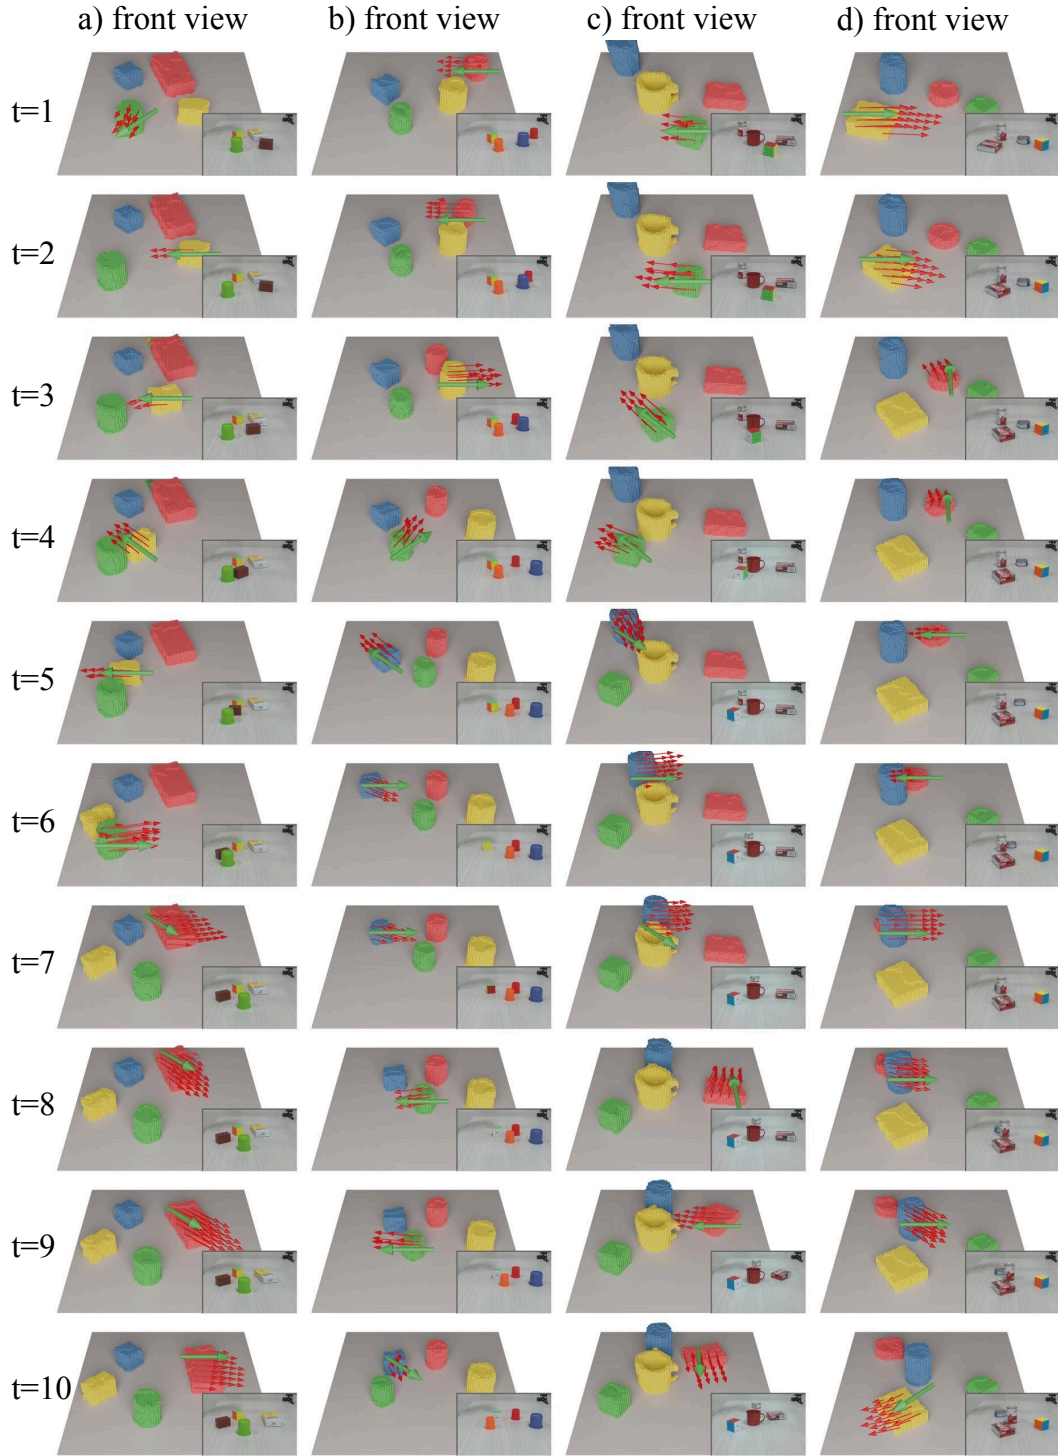 a) front view
b) front view
c) front view
d) front view
t=1
t=2
t=3
t=4
t=5
t=6
t=7
t=8
t=9
t=10